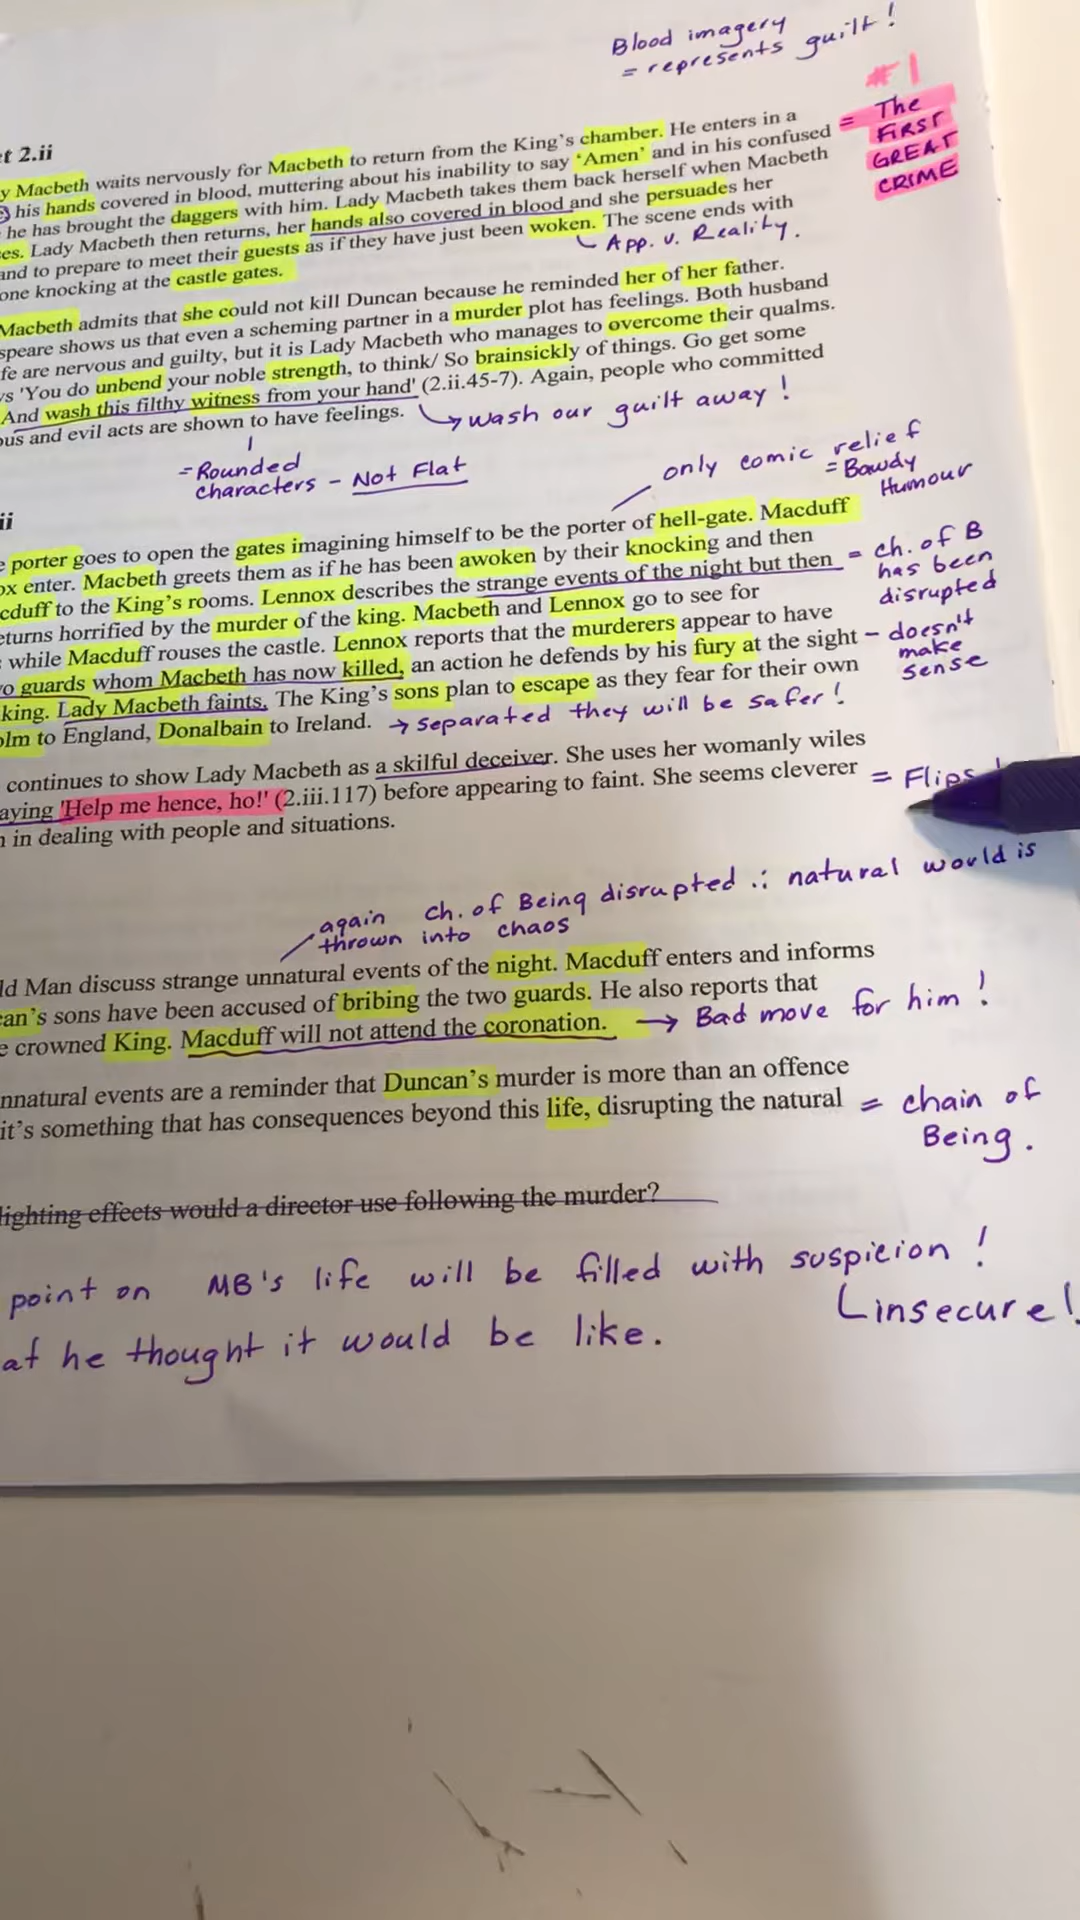 Blood imagery
= represents guilt!
#1
= The
FIRST
GREAT
CRIME
t 2.ii
y Macbeth waits nervously for Macbeth to return from the King's chamber. He enters in a
his hands covered in blood, muttering about his inability to say 'Amen' and in his confused
he has brought the daggers with him. Lady Macbeth takes them back herself when Macbeth
es. Lady Macbeth then returns, her hands also covered in blood and she persuades her
and to prepare to meet their guests as if they have just been woken. The scene ends with
one knocking at the castle gates.
App. v. Reality.
Macbeth admits that she could not kill Duncan because he reminded her of her father.
speare shows us that even a scheming partner in a murder plot has feelings. Both husband
fe are nervous and guilty, but it is Lady Macbeth who manages to overcome their qualms.
ys 'You do unbend your noble strength, to think/ So brainsickly of things. Go get some
And wash this filthy witness from your hand' (2.ii.45-7). Again, people who committed
ous and evil acts are shown to have feelings.
→ wash our guilt away!
= Rounded
characters - Not Flat
only comic relief
= Bawdy
Humour
ii
e porter goes to open the gates imagining himself to be the porter of hell-gate. Macduff
ox enter. Macbeth greets them as if he has been awoken by their knocking and then
cduff to the King's rooms. Lennox describes the strange events of the night but then
eturns horrified by the murder of the king. Macbeth and Lennox go to see for
while Macduff rouses the castle. Lennox reports that the murderers appear to have
o guards whom Macbeth has now killed, an action he defends by his fury at the sight
king. Lady Macbeth faints. The King's sons plan to escape as they fear for their own
olm to England, Donalbain to Ireland. → separated they will be safer!
= ch. of B
has been
disrupted
- doesn't
make
sense
continues to show Lady Macbeth as a skilful deceiver. She uses her womanly wiles
aying 'Help me hence, ho!' (2.iii.117) before appearing to faint. She seems cleverer
n in dealing with people and situations.
= Flips
again ch. of Being disrupted ∴ natural world is
thrown into chaos
ld Man discuss strange unnatural events of the night. Macduff enters and informs
can's sons have been accused of bribing the two guards. He also reports that
e crowned King. Macduff will not attend the coronation. → Bad move for him!
nnatural events are a reminder that Duncan's murder is more than an offence
it's something that has consequences beyond this life, disrupting the natural
= chain of
Being.
lighting effects would a director use following the murder?
point on MB's life will be filled with suspicion!
insecure!
at he thought it would be like.